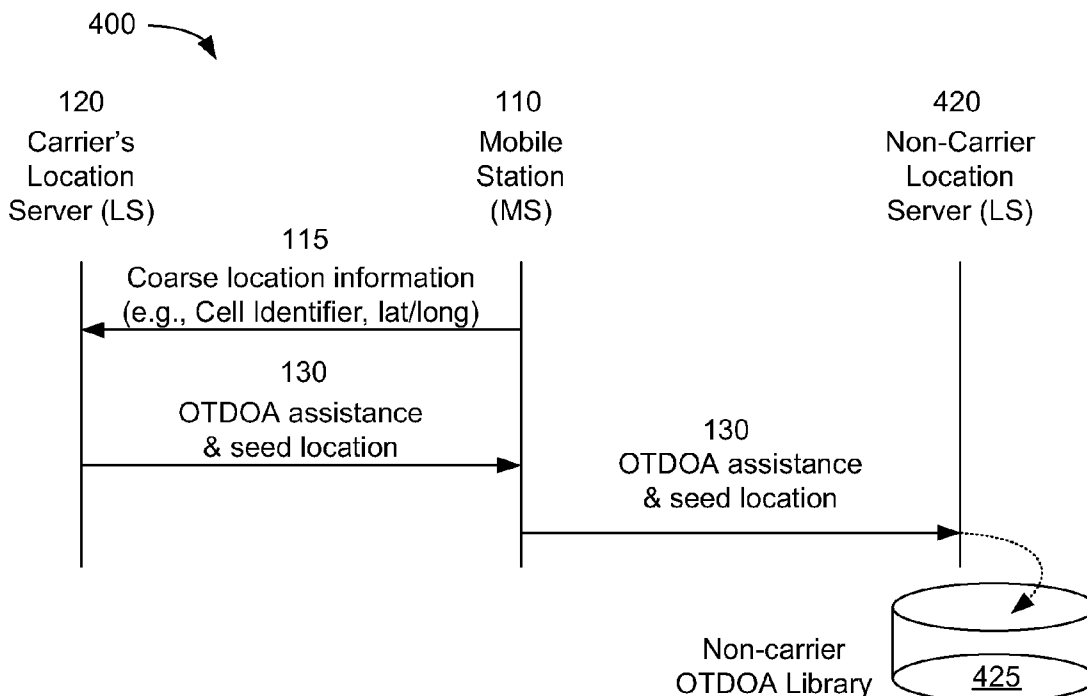 400
120
Carrier's
Location
Server (LS)
110
Mobile
Station
(MS)
420
Non-Carrier
Location
Server (LS)
115
Coarse location information
(e.g., Cell Identifier, lat/long)
130
OTDOA assistance
& seed location
130
OTDOA assistance
& seed location
Non-carrier
OTDOA Library
425